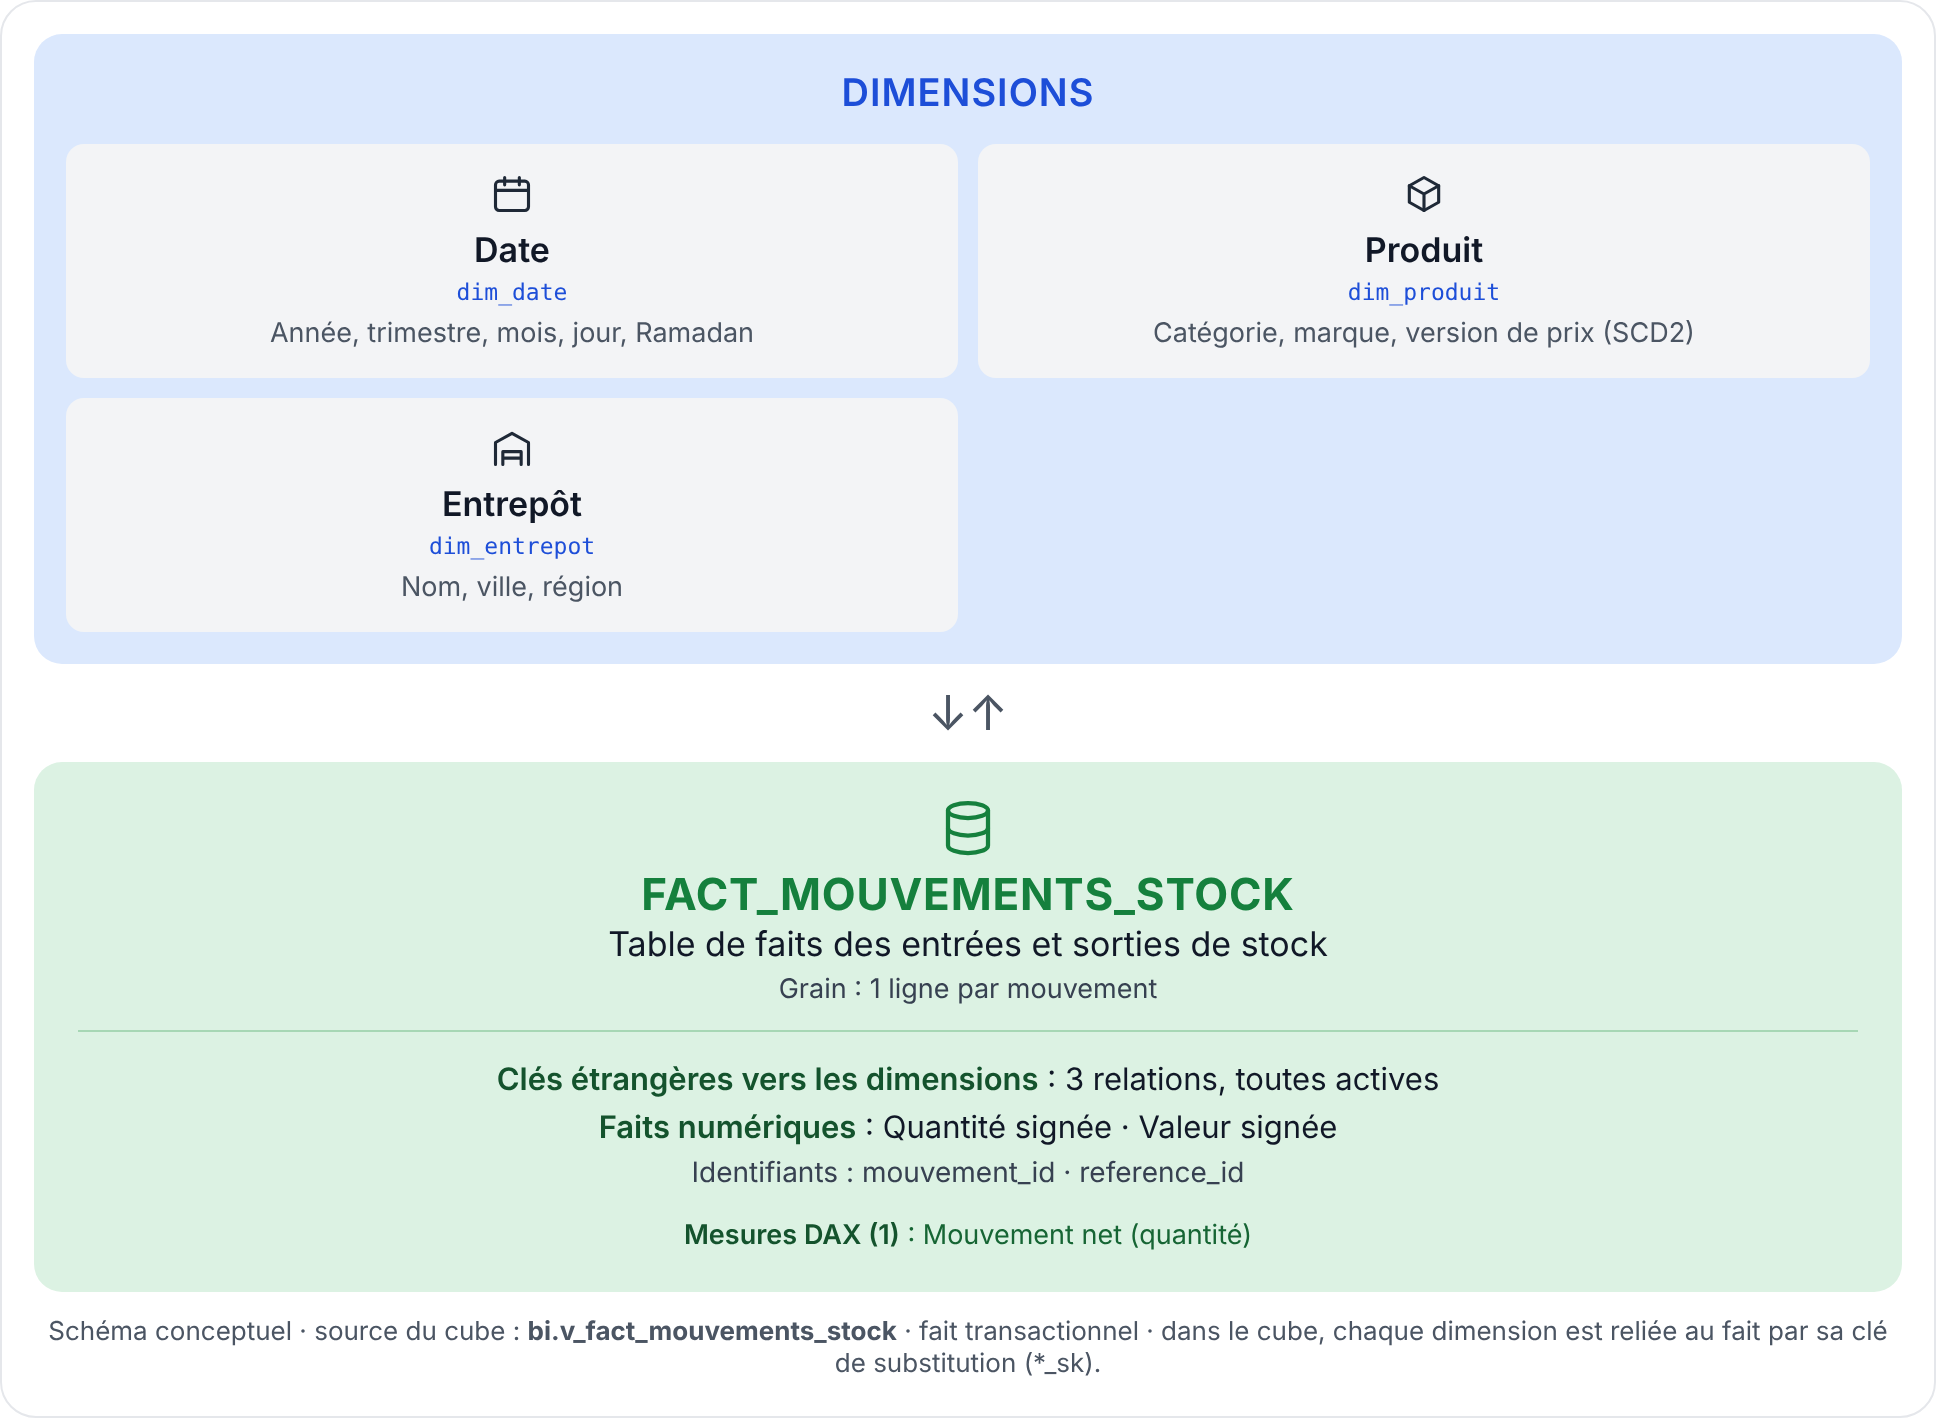 DIMENSIONS
Date
dim_date
Année, trimestre, mois, jour, Ramadan
Produit
dim_produit
Catégorie, marque, version de prix (SCD2)
Entrepôt
dim_entrepot
Nom, ville, région
FACT_MOUVEMENTS_STOCK
Table de faits des entrées et sorties de stock
Grain : 1 ligne par mouvement
Clés étrangères vers les dimensions : 3 relations, toutes actives
Faits numériques : Quantité signée · Valeur signée
Identifiants : mouvement_id · reference_id
Mesures DAX (1) : Mouvement net (quantité)
Schéma conceptuel · source du cube : bi.v_fact_mouvements_stock · fait transactionnel · dans le cube, chaque dimension est reliée au fait par sa clé
de substitution (*_sk).